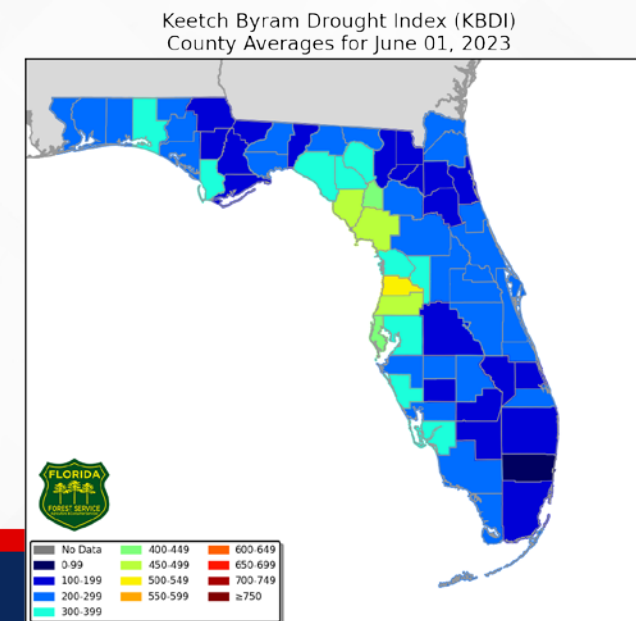 Keetch Byram Drought Index (KBDI)
County Averages for June 01, 2023
FLORIDA
FOREST SERVICE
No Data
0-99
100-199
200-299
300-399
400-449
450-499
500-549
550-599
600-649
650-699
700-749
≥750